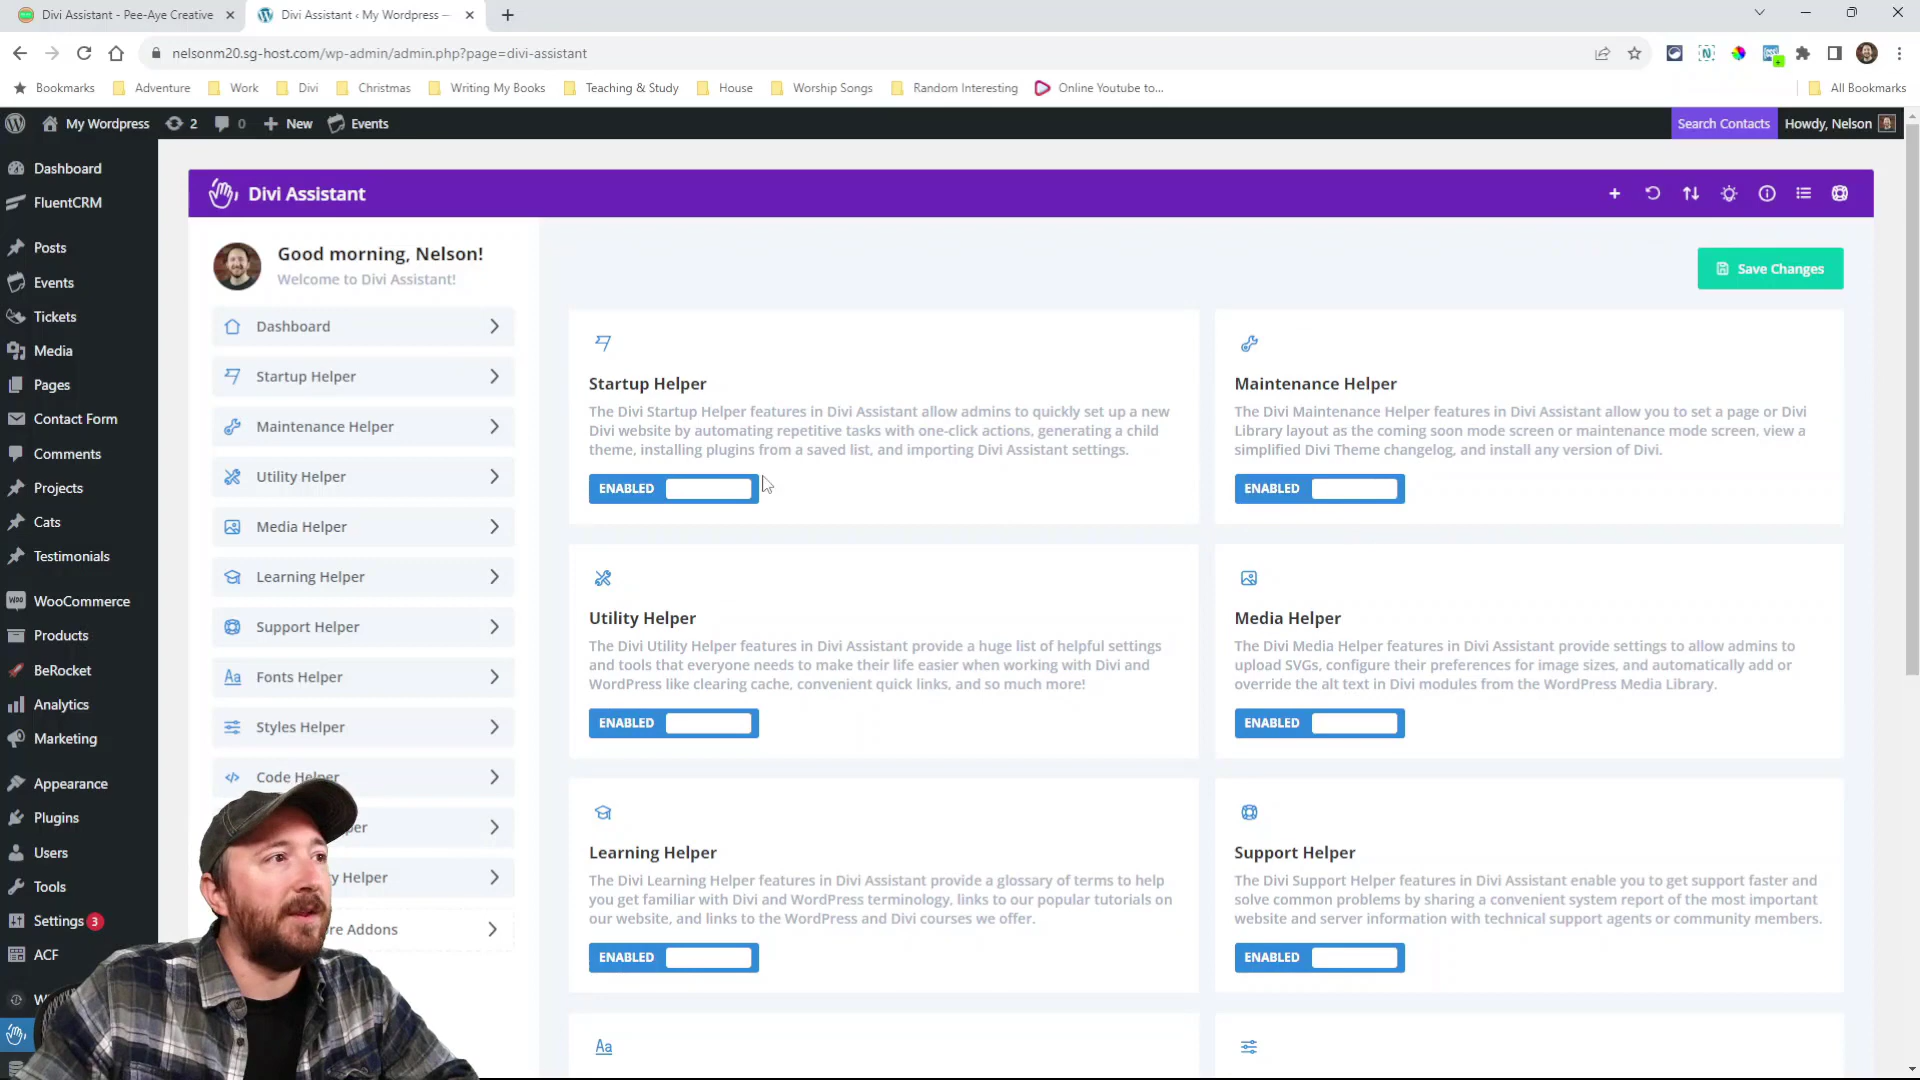 Divi Assistant - Pee-Aye Creative
Divi Assistant ‹ My Wordpress —
nelsonm20.sg-host.com/wp-admin/admin.php?page=divi-assistant
Bookmarks
Adventure
Work
Divi
Christmas
Writing My Books
Teaching & Study
House
Worship Songs
Random Interesting
Online Youtube to...
All Bookmarks
My Wordpress
2
0
New
Events
Search Contacts
Howdy, Nelson
Dashboard
FluentCRM
Posts
Events
Tickets
Media
Pages
Contact Form
Comments
Projects
Cats
Testimonials
WooCommerce
Products
BeRocket
Analytics
Marketing
Appearance
Plugins
Users
Tools
Settings 3
ACF
Divi Assistant
Good morning, Nelson!
Welcome to Divi Assistant!
Dashboard
Startup Helper
Maintenance Helper
Utility Helper
Media Helper
Learning Helper
Support Helper
Fonts Helper
Styles Helper
Code Helper
Helper
Addons
Save Changes
Startup Helper
The Divi Startup Helper features in Divi Assistant allow admins to quickly set up a new
Divi website by automating repetitive tasks with one-click actions, generating a child
theme, installing plugins from a saved list, and importing Divi Assistant settings.
ENABLED
Maintenance Helper
The Divi Maintenance Helper features in Divi Assistant allow you to set a page or Divi
Library layout as the coming soon mode screen or maintenance mode screen, view a
simplified Divi Theme changelog, and install any version of Divi.
ENABLED
Utility Helper
The Divi Utility Helper features in Divi Assistant provide a huge list of helpful settings
and tools that everyone needs to make their life easier when working with Divi and
WordPress like clearing cache, convenient quick links, and so much more!
ENABLED
Media Helper
The Divi Media Helper features in Divi Assistant provide settings to allow admins to
upload SVGs, configure their preferences for image sizes, and automatically add or
override the alt text in Divi modules from the WordPress Media Library.
ENABLED
Learning Helper
The Divi Learning Helper features in Divi Assistant provide a glossary of terms to help
you get familiar with Divi and WordPress terminology, links to our popular tutorials on
our website, and links to the WordPress and Divi courses we offer.
ENABLED
Support Helper
The Divi Support Helper features in Divi Assistant enable you to get support faster and
solve common problems by sharing a convenient system report of the most important
website and server information with technical support agents or community members.
ENABLED
Aa